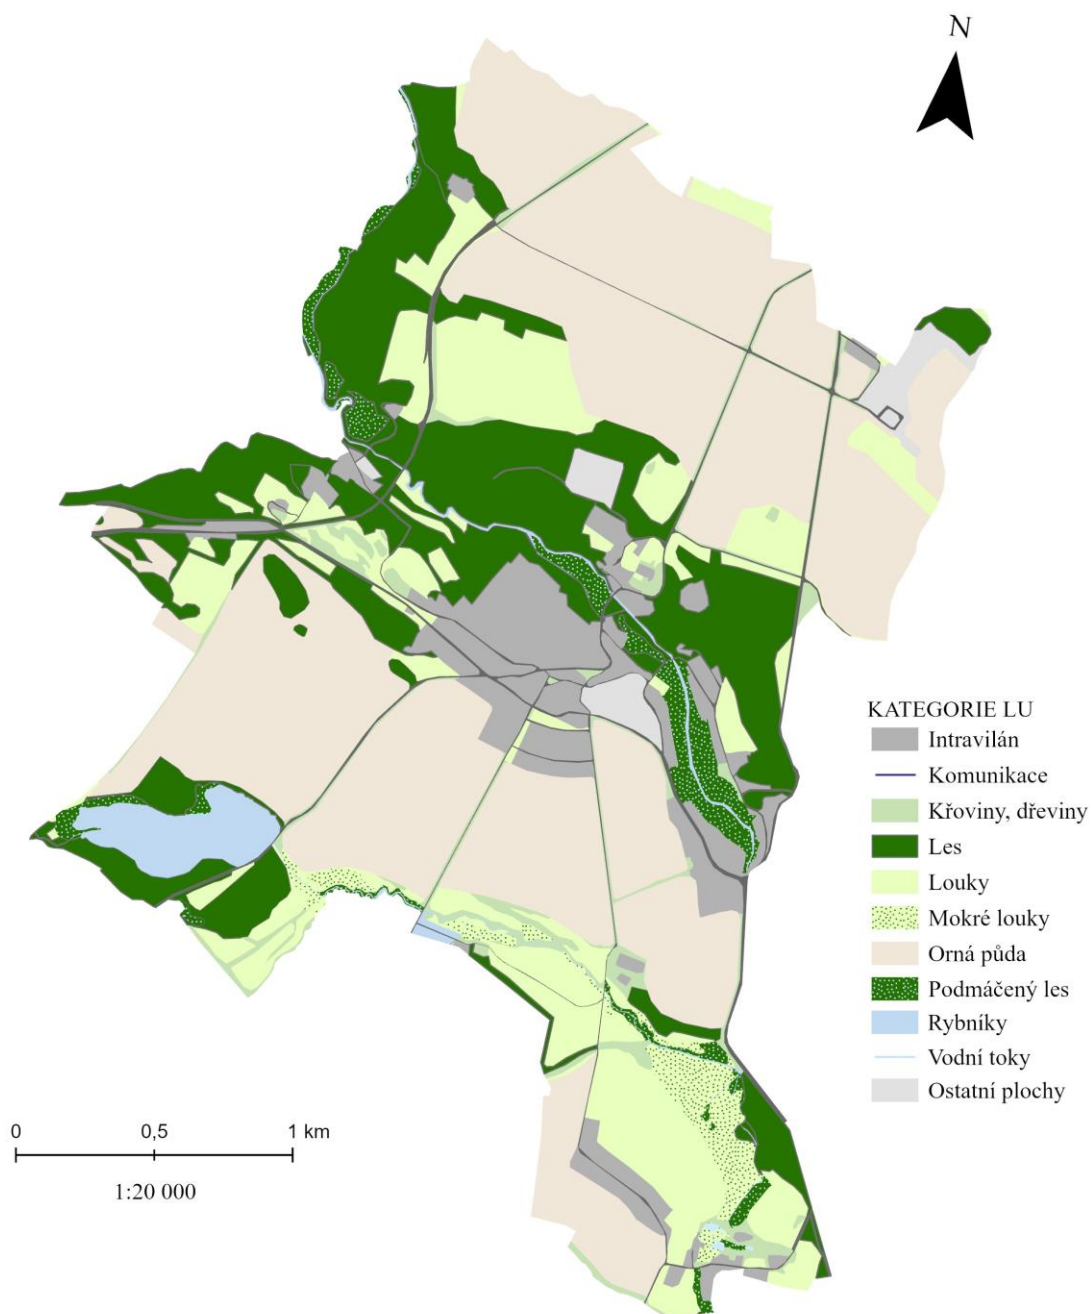 N
KATEGORIE LU
Intravilán
Komunikace
Křoviny, dřeviny
Les
Louky
Mokré louky
Orná půda
Podmáčený les
Rybníky
Vodní toky
Ostatní plochy
0 0,5 1 km
1:20 000